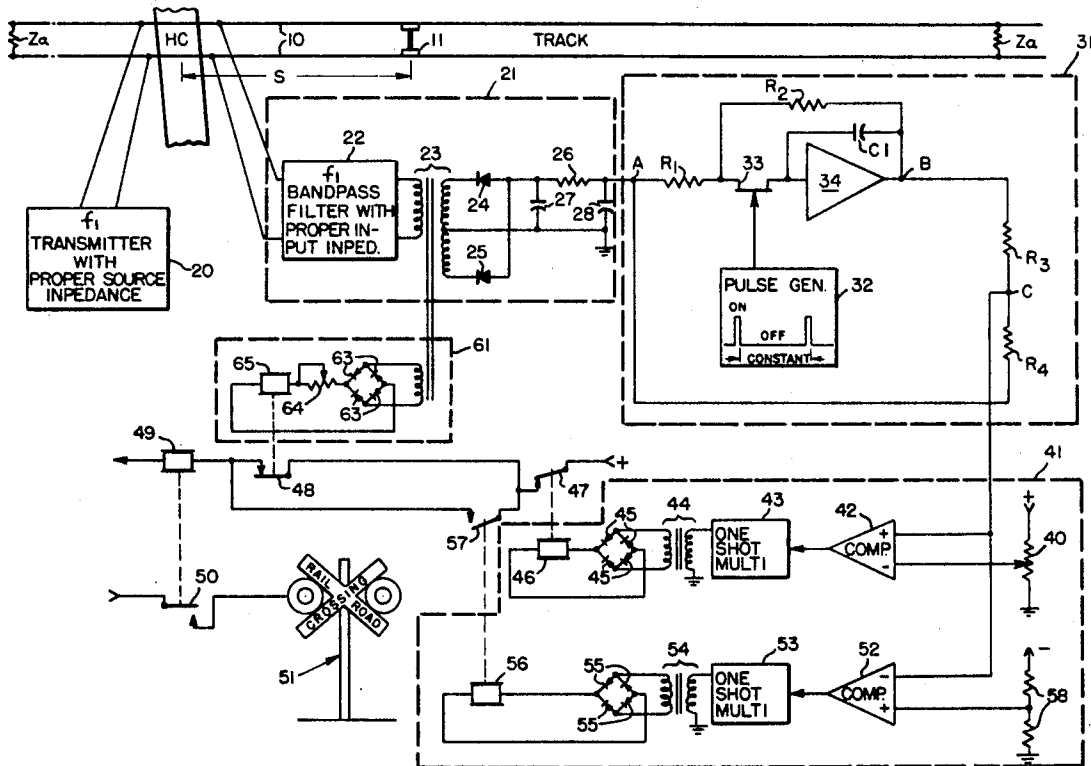 Za
HC
10
11
TRACK
Za
31
S
21
22
f1
BANDPASS
FILTER WITH
PROPER IN-
PUT INPED.
23
24
25
26
27
28
A
R1
R2
33
C1
34
B
R3
C
R4
f1
TRANSMITTER
WITH
PROPER SOURCE
IMPEDANCE
20
PULSE GEN.
ON
OFF
CONSTANT
32
61
65
64
63
63
49
48
47
+
57
41
46
45
45
44
43
ONE
SHOT
MULTI
42
+
COMP.
-
+
40
50
RAIL
ROAD
CROSSING
51
56
55
55
54
53
ONE
SHOT
MULTI
52
-
COMP.
+
-
58